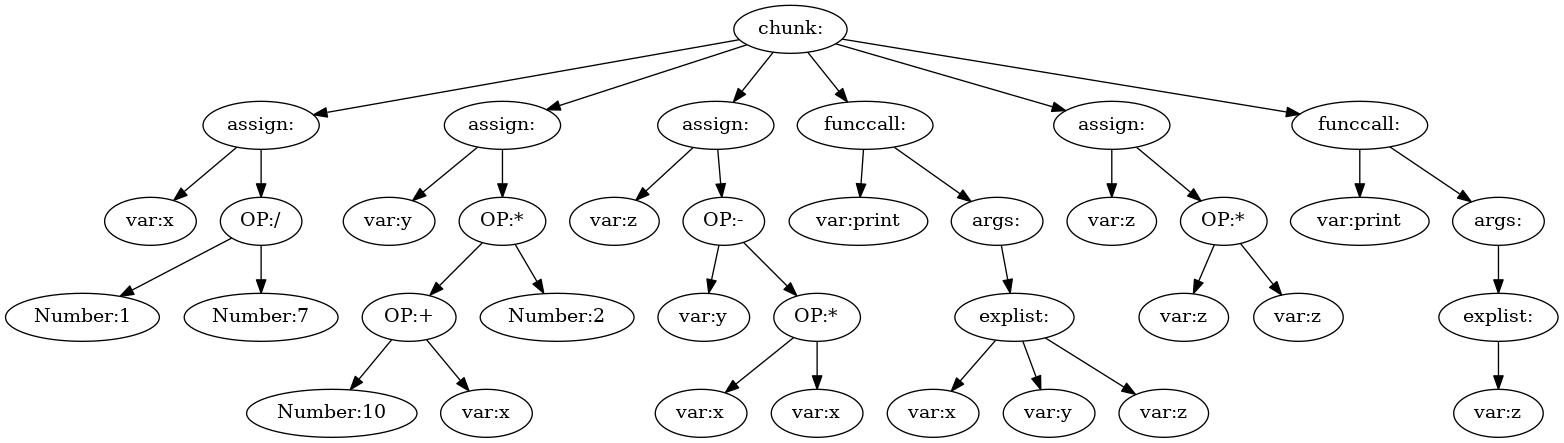 chunk:
assign: assign: assign: funccall: assign: funccall:
var:x OP:/ var:y OP:* var:z OP:- var:print args: var:z OP:* var:print args:
Number:1 Number:7 OP:+ Number:2 var:y OP:* explist: var:z var:z explist:
Number:10 var:x var:x var:x var:x var:y var:z var:z